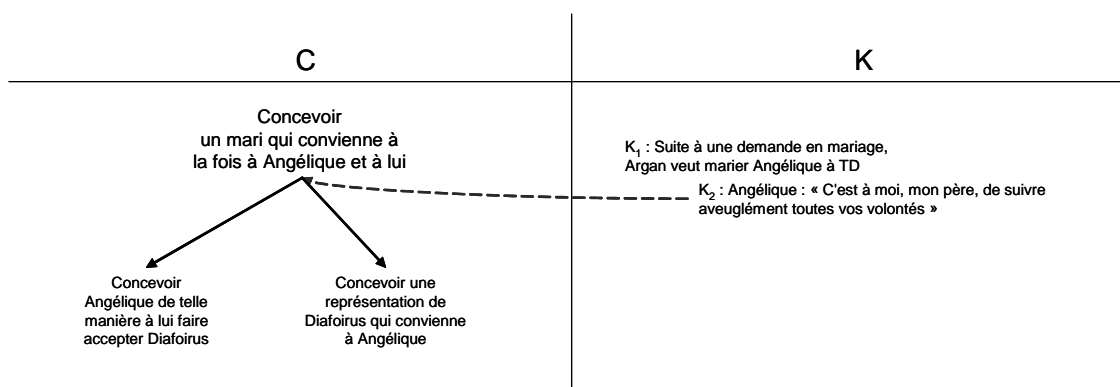 C
K
Concevoir
un mari qui convienne à
la fois à Angélique et à lui
K1 : Suite à une demande en mariage,
Argan veut marier Angélique à TD
K2 : Angélique : « C'est à moi, mon père, de suivre
aveuglément toutes vos volontés »
Concevoir
Angélique de telle
manière à lui faire
accepter Diafoirus
Concevoir une
représentation de
Diafoirus qui convienne
à Angélique